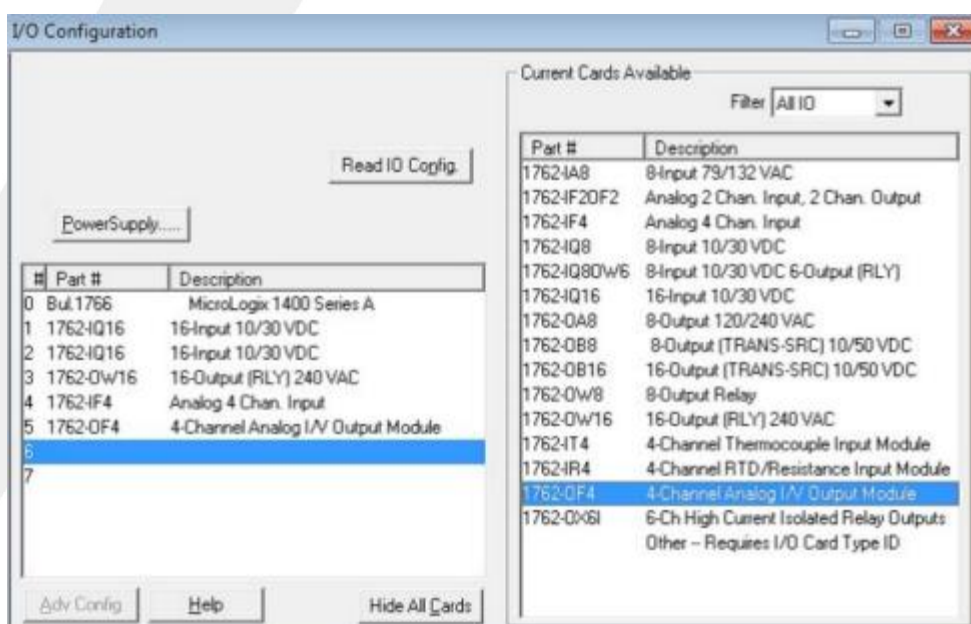 I/O Configuration
Read IO Config.
PowerSupply.....
# Part # Description
0 Bul.1766 MicroLogix 1400 Series A
1 1762-IQ16 16-Input 10/30 VDC
2 1762-IQ16 16-Input 10/30 VDC
3 1762-OW16 16-Output (RLY) 240 VAC
4 1762-IF4 Analog 4 Chan. Input
5 1762-OF4 4-Channel Analog I/V Output Module
6
7
Adv Config Help Hide All Cards
Current Cards Available
Filter All IO
Part # Description
1762-IA8 8-Input 79/132 VAC
1762-IF2OF2 Analog 2 Chan. Input, 2 Chan. Output
1762-IF4 Analog 4 Chan. Input
1762-IQ8 8-Input 10/30 VDC
1762-IQ8OW6 8-Input 10/30 VDC 6-Output (RLY)
1762-IQ16 16-Input 10/30 VDC
1762-OA8 8-Output 120/240 VAC
1762-OB8 8-Output (TRANS-SRC) 10/50 VDC
1762-OB16 16-Output (TRANS-SRC) 10/50 VDC
1762-OW8 8-Output Relay
1762-OW16 16-Output (RLY) 240 VAC
1762-IT4 4-Channel Thermocouple Input Module
1762-IR4 4-Channel RTD/Resistance Input Module
1762-OF4 4-Channel Analog I/V Output Module
1762-OX6I 6-Ch High Current Isolated Relay Outputs
Other -- Requires I/O Card Type ID